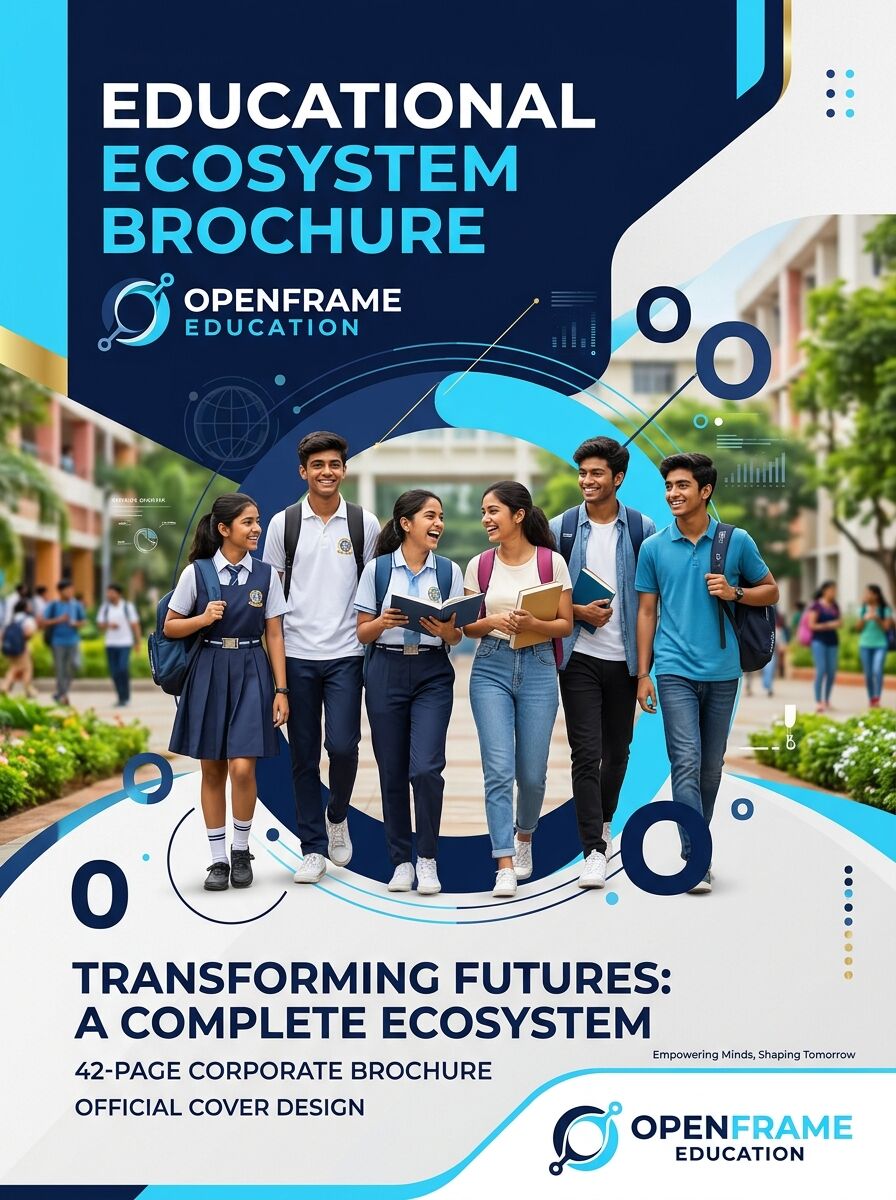 EDUCATIONAL
ECOSYSTEM
BROCHURE
OPENFRAME
EDUCATION
O
O
O
O
O
O
TRANSFORMING FUTURES:
A COMPLETE ECOSYSTEM
42-PAGE CORPORATE BROCHURE
OFFICIAL COVER DESIGN
Empowering Minds, Shaping Tomorrow
OPENFRAME
EDUCATION